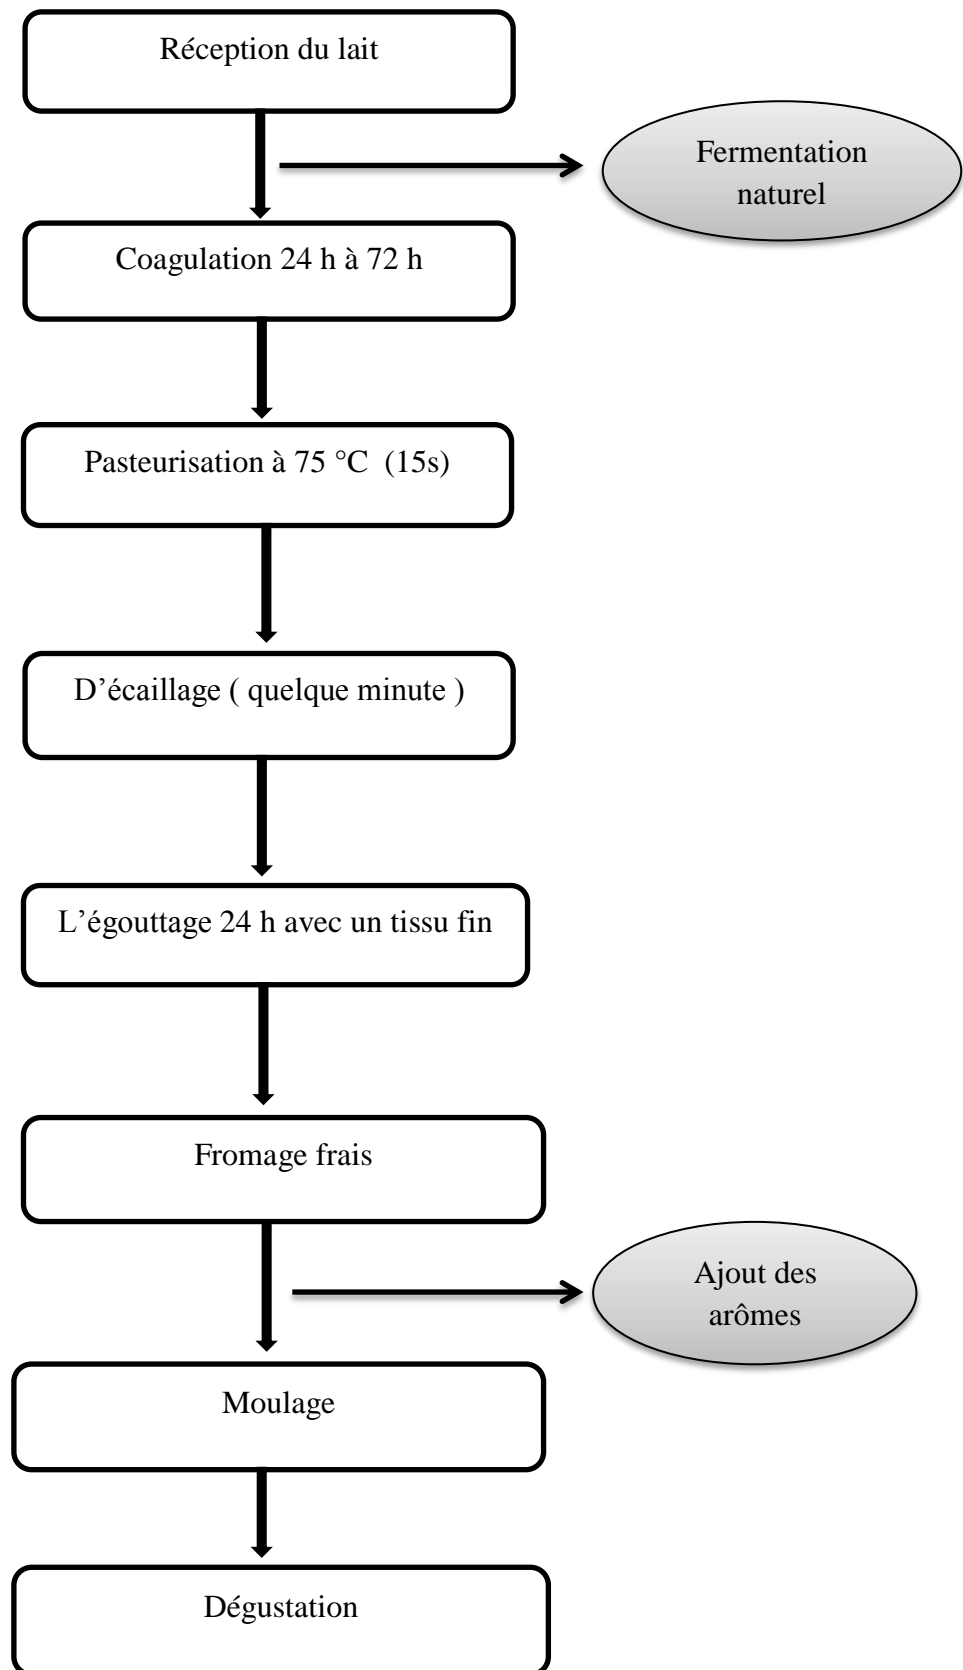 Réception du lait
Fermentation
naturel
Coagulation 24 h à 72 h
Pasteurisation à 75 °C (15s)
D’écaillage ( quelque minute )
L’égouttage 24 h avec un tissu fin
Fromage frais
Ajout des
arômes
Moulage
Dégustation